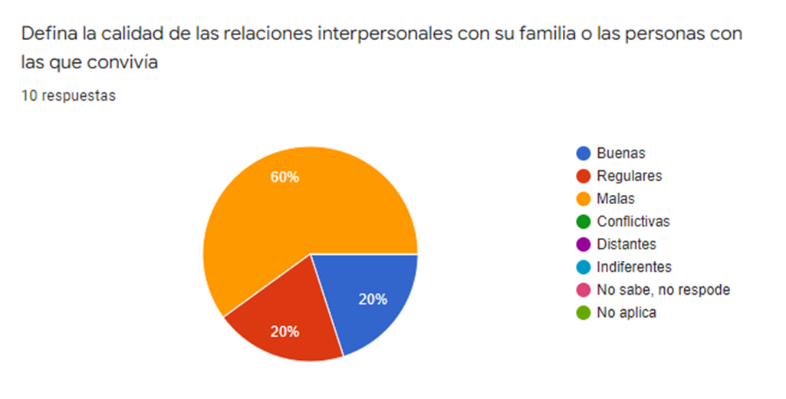 Defina la calidad de las relaciones interpersonales con su familia o las personas con
las que convivía
10 respuestas
60%
20%
20%
Buenas
Regulares
Malas
Conflictivas
Distantes
Indiferentes
No sabe, no respode
No aplica